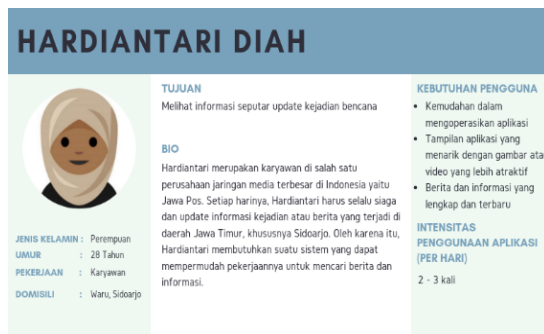 HARDIANTARI DIAH
JENIS KELAMIN : Perempuan
UMUR : 28 Tahun
PEKERJAAN : Karyawan
DOMISILI : Waru, Sidoarjo
TUJUAN
Melihat informasi seputar update kejadian bencana
BIO
Hardiantari merupakan karyawan di salah satu
perusahaan jaringan media terbesar di Indonesia yaitu
Jawa Pos. Setiap harinya, Hardiantari harus selalu siaga
dan update informasi kejadian atau berita yang terjadi di
daerah Jawa Timur, khususnya Sidoarjo. Oleh karena itu,
Hardiantari membutuhkan suatu sistem yang dapat
mempermudah pekerjaannya untuk mencari berita dan
informasi.
KEBUTUHAN PENGGUNA
• Kemudahan dalam
mengoperasikan aplikasi
• Tampilan aplikasi yang
menarik dengan gambar ata
video yang lebih atraktif
• Berita dan informasi yang
lengkap dan terbaru
INTENSITAS
PENGGUNAAN APLIKASI
(PER HARI)
2 - 3 kali